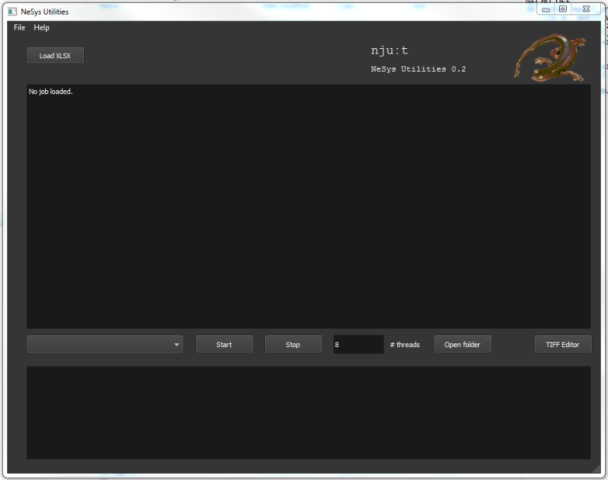 NeSys Utilities
File Help
Load XLSX
nju:t
NeSys Utilities 0.2
No job loaded.
Start Stop 8 # threads Open folder TIFF Editor